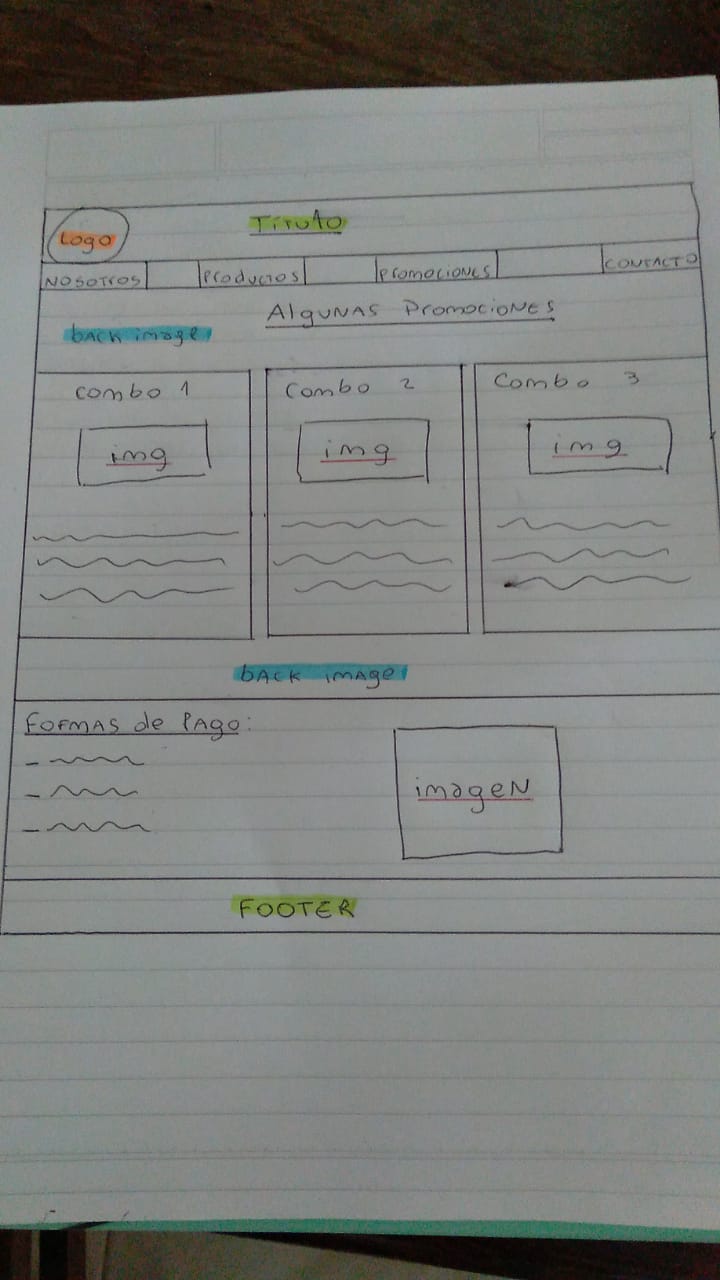 Título
Logo
NOSOTROS Productos Promociones CONTACTO
Algunas Promociones
back image
Combo 1 Combo 2 Combo 3
img img img
back image
Formas de Pago:
imagen
FOOTER